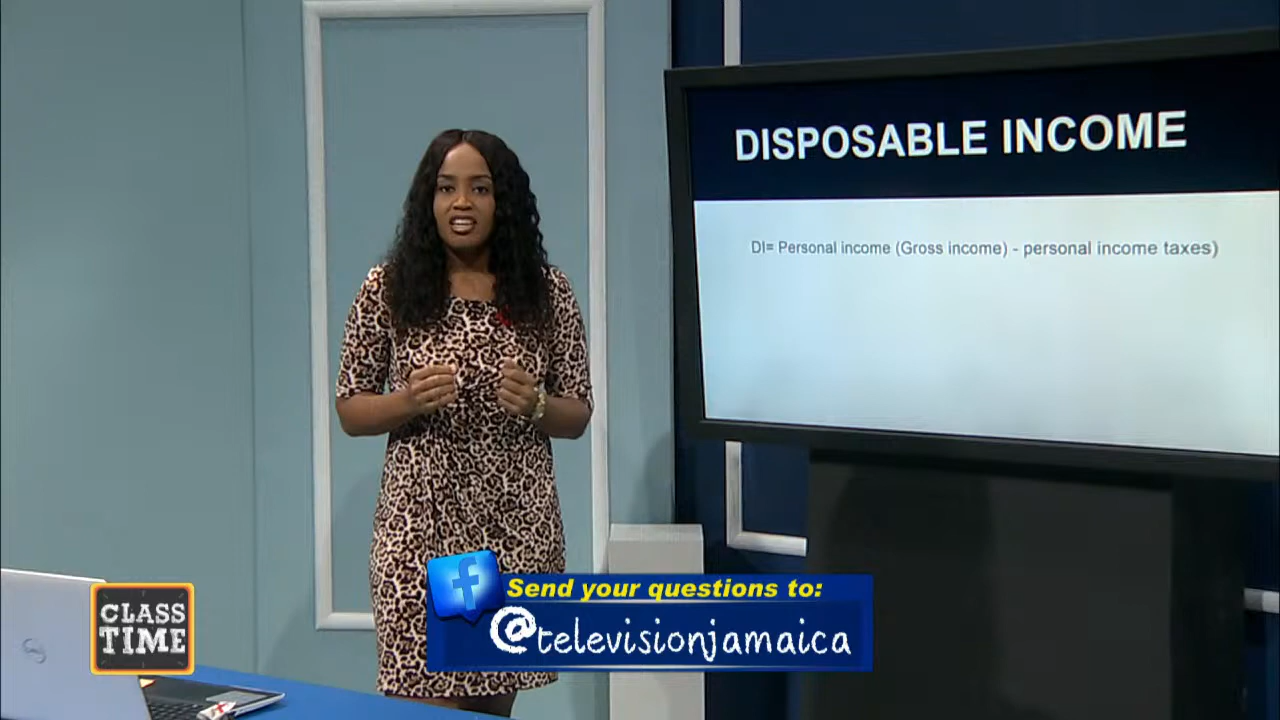 DISPOSABLE INCOME
DI= Personal income (Gross income) - personal income taxes)
Send your questions to:
@televisionjamaica
CLASS
TIME